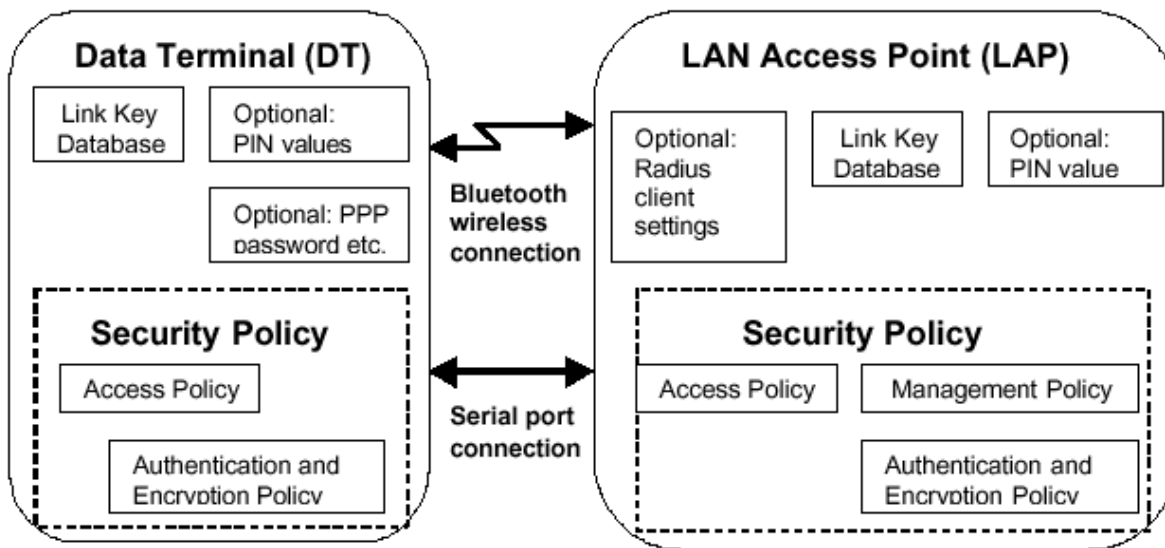 Data Terminal (DT)
Link Key
Database
Optional:
PIN values
Optional: PPP
password etc.
Security Policy
Access Policy
Authentication and
Encryption Policy
Bluetooth
wireless
connection
Serial port
connection
LAN Access Point (LAP)
Optional:
Radius
client
settings
Link Key
Database
Optional:
PIN value
Security Policy
Access Policy
Management Policy
Authentication and
Encryption Policy